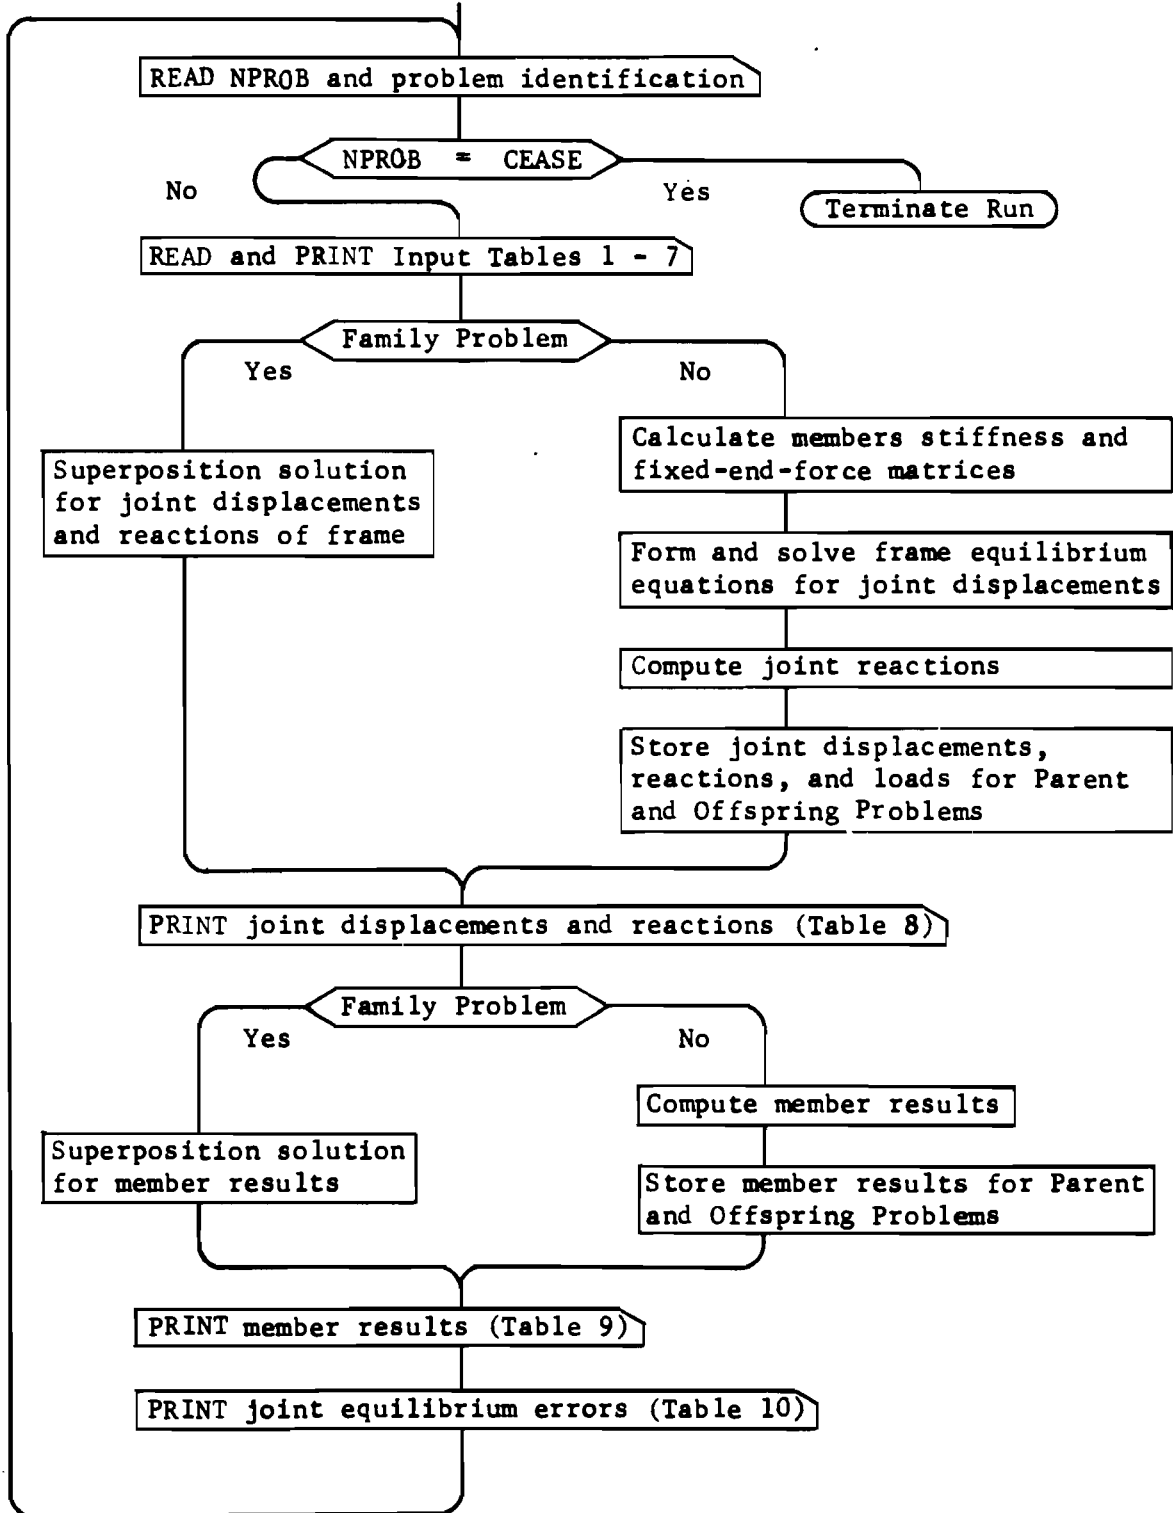 READ NPROB and problem identification
NPROB = CEASE
No
Yes
Terminate Run
READ and PRINT Input Tables 1 - 7
Family Problem
Yes
No
Superposition solution
for joint displacements
and reactions of frame
Calculate members stiffness and
fixed-end-force matrices
Form and solve frame equilibrium
equations for joint displacements
Compute joint reactions
Store joint displacements,
reactions, and loads for Parent
and Offspring Problems
PRINT joint displacements and reactions (Table 8)
Family Problem
Yes
No
Superposition solution
for member results
Compute member results
Store member results for Parent
and Offspring Problems
PRINT member results (Table 9)
PRINT joint equilibrium errors (Table 10)